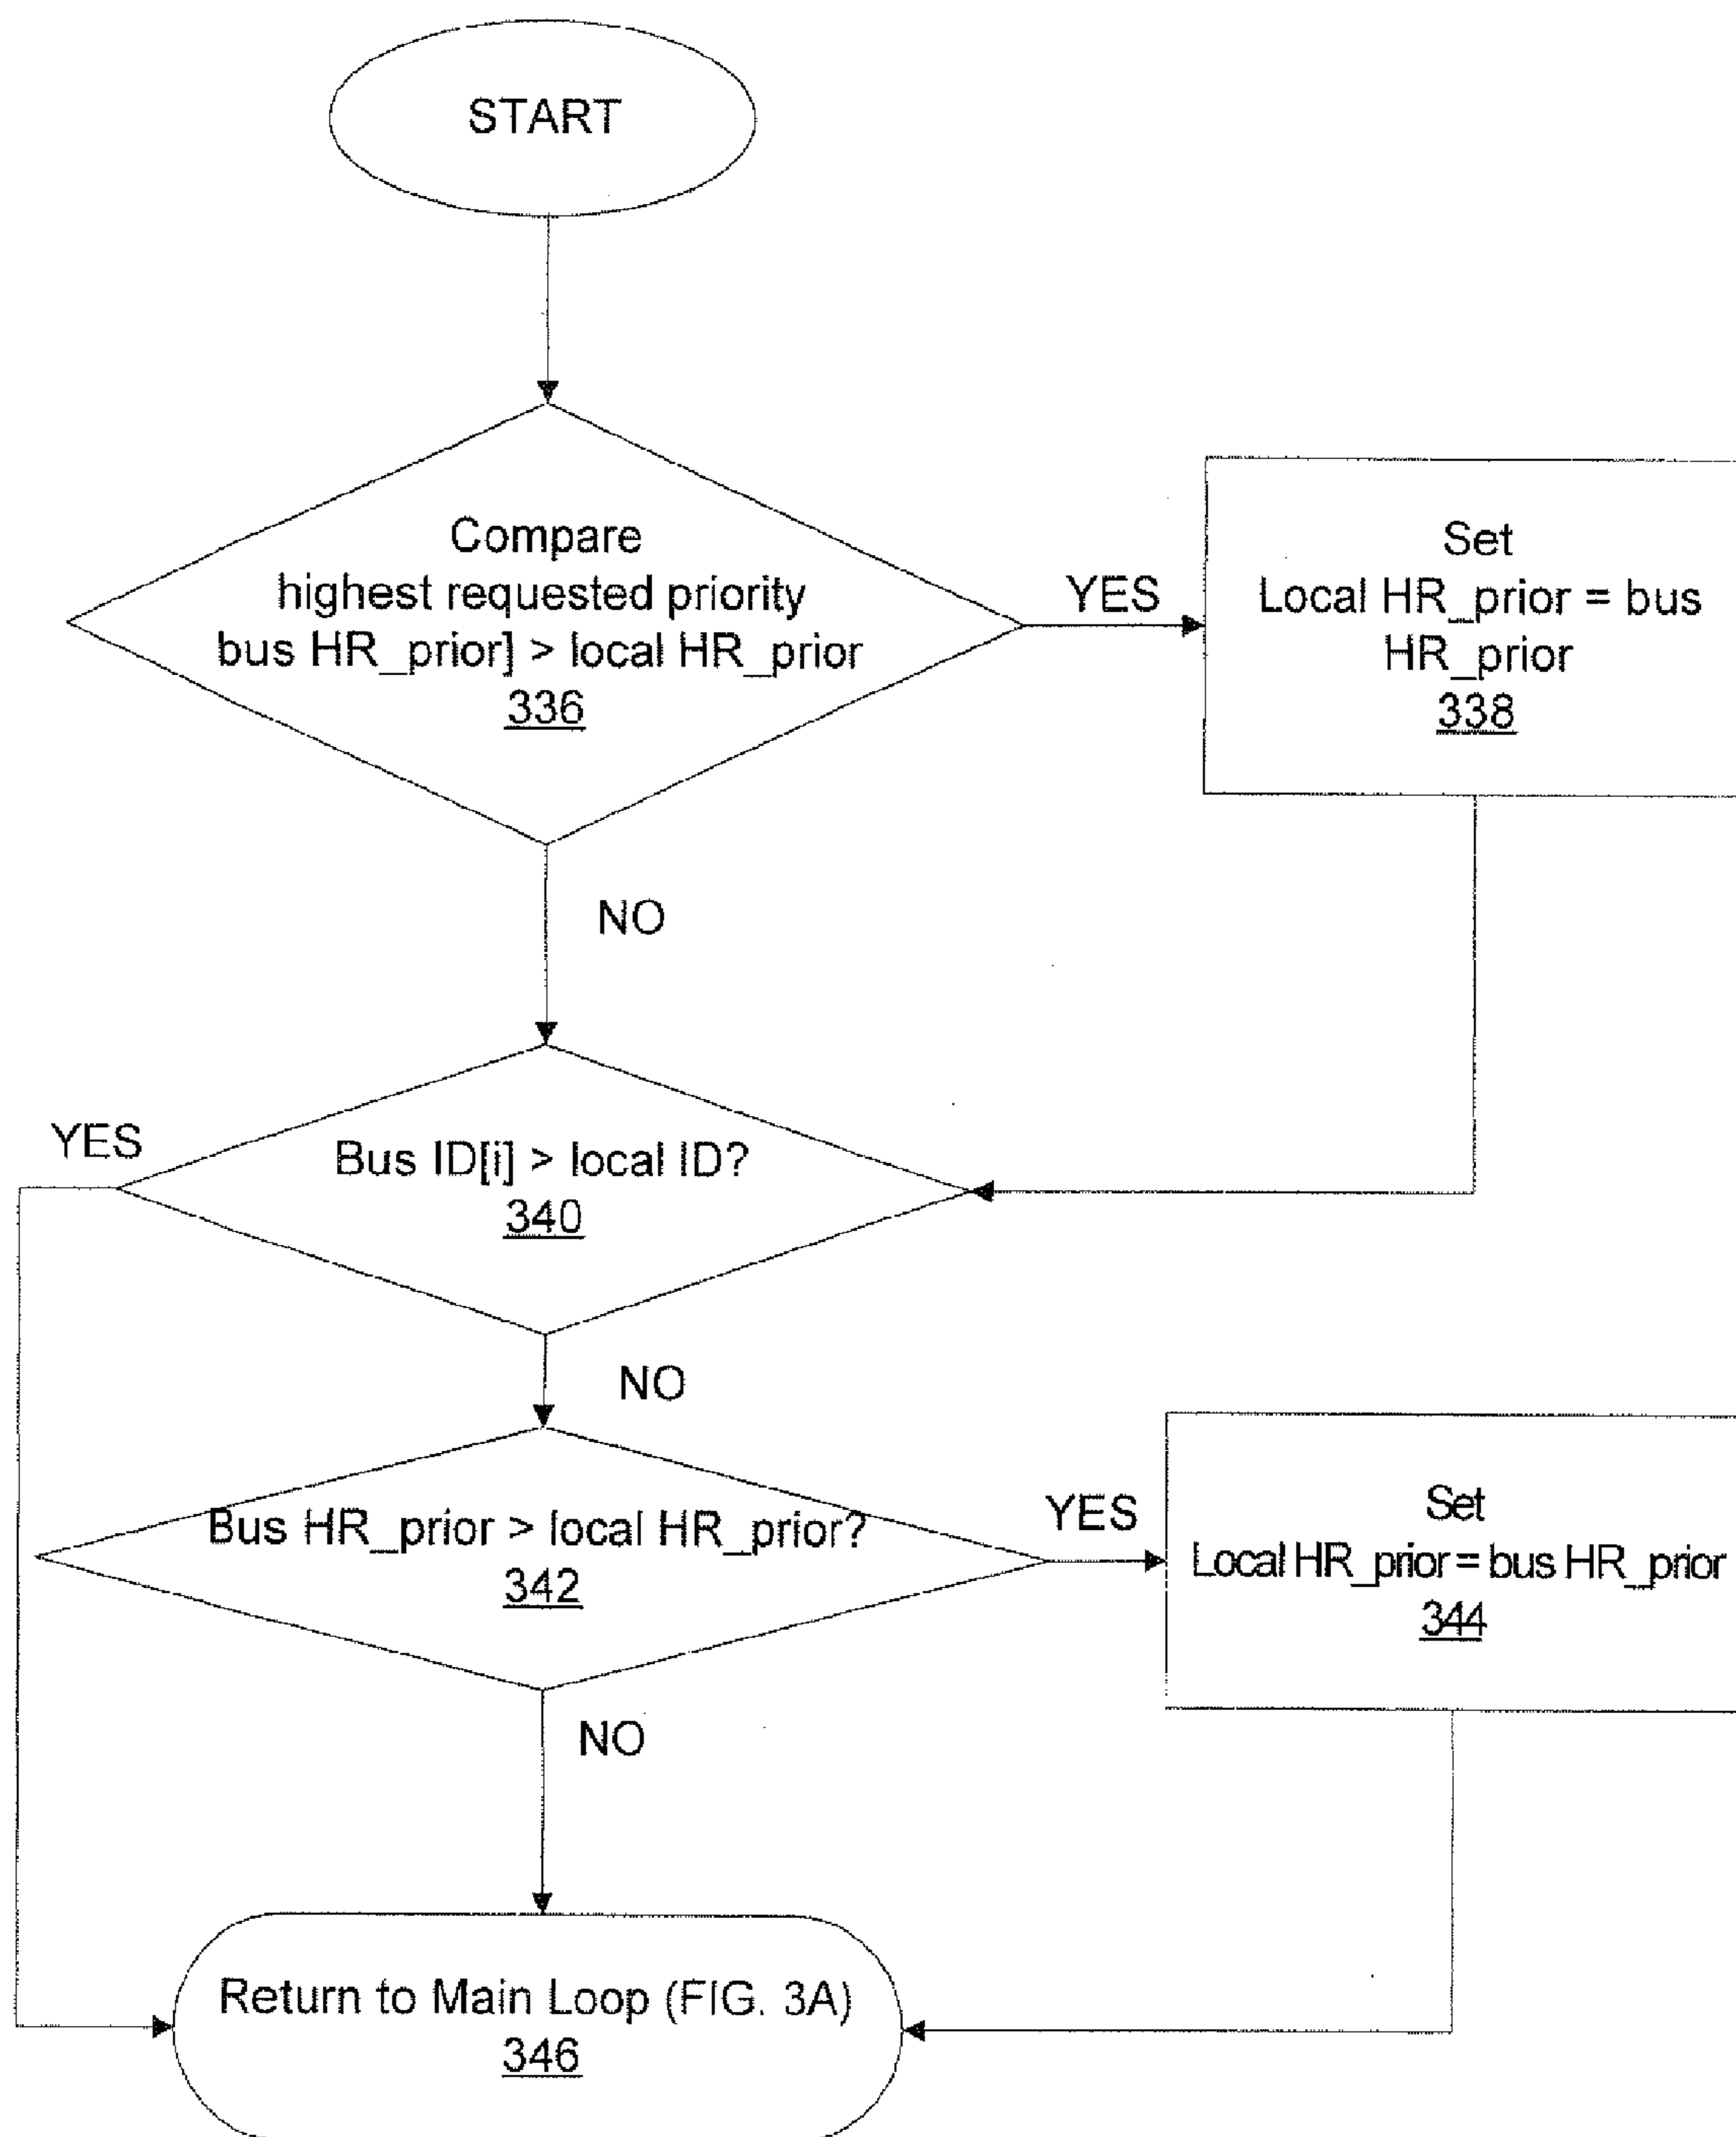 START
Compare
highest requested priority
bus HR_prior] > local HR_prior
336
YES
Set
Local HR_prior = bus
HR_prior
338
NO
YES
Bus ID[i] > local ID?
340
NO
Bus HR_prior > local HR_prior?
342
YES
Set
Local HR_prior = bus HR_prior
344
NO
Return to Main Loop (FIG. 3A)
346